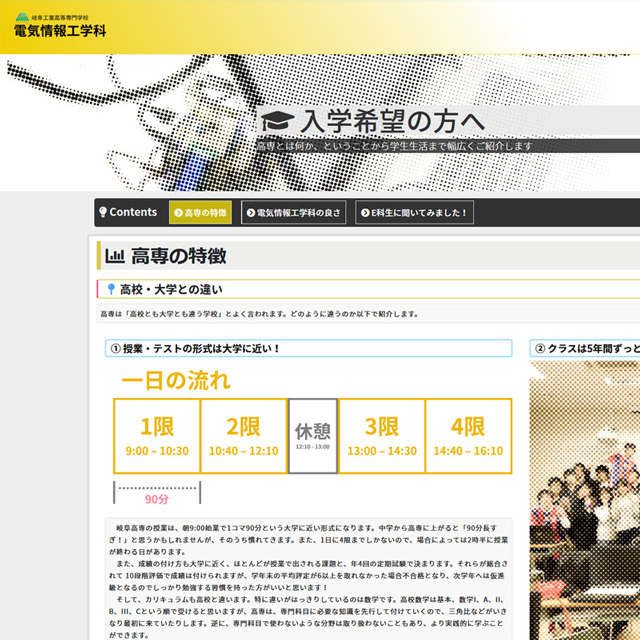 岐阜工業高等専門学校
電気情報工学科
入学希望の方へ
高専とは何か、ということから学生生活まで幅広くご紹介します
Contents 高専の特徴 電気情報工学科の良さ E科生に聞いてみました！
高専の特徴
高校・大学との違い
高専は「高校とも大学とも違う学校」とよく言われます。どのように違うのか以下で紹介します。
① 授業・テストの形式は大学に近い！
② クラスは5年間ずっと
一日の流れ
1限 2限 休憩 3限 4限
9:00 – 10:30 10:40 – 12:10 12:10 - 13:00 13:00 – 14:30 14:40 – 16:10
90分
岐阜高専の授業は、朝9:00始業で1コマ90分という大学に近い形式になります。中学から高専に上がると「90分長す
ぎ！」と思うかもしれませんが、そのうち慣れてきます。また、1日に4限までしかないので、場合によっては2時半に授業
が終わる日があります。
また、成績の付け方も大学に近く、ほとんどが授業で出される課題と、年4回の定期試験で決まります。それらが総合さ
れて 10段階評価で成績は付けられますが、学年末の平均評定が6以上を取れなかった場合不合格となり、次学年へは仮進
級となるのでしっかり勉強する習慣を持った方がいいと思います！
そして、カリキュラムも高校と違います。特に違いがはっきりしているのは数学です。高校数学は基本、数学I、A、II、
B、III、Cという順で受けると思いますが、高専は、専門科目に必要な知識を先行して付けていくので、三角比などがいき
なり最初に来ていたりします。逆に、専門科目で使わないような分野は取り扱わないこともあり、より実践的に学ぶこと
ができます。